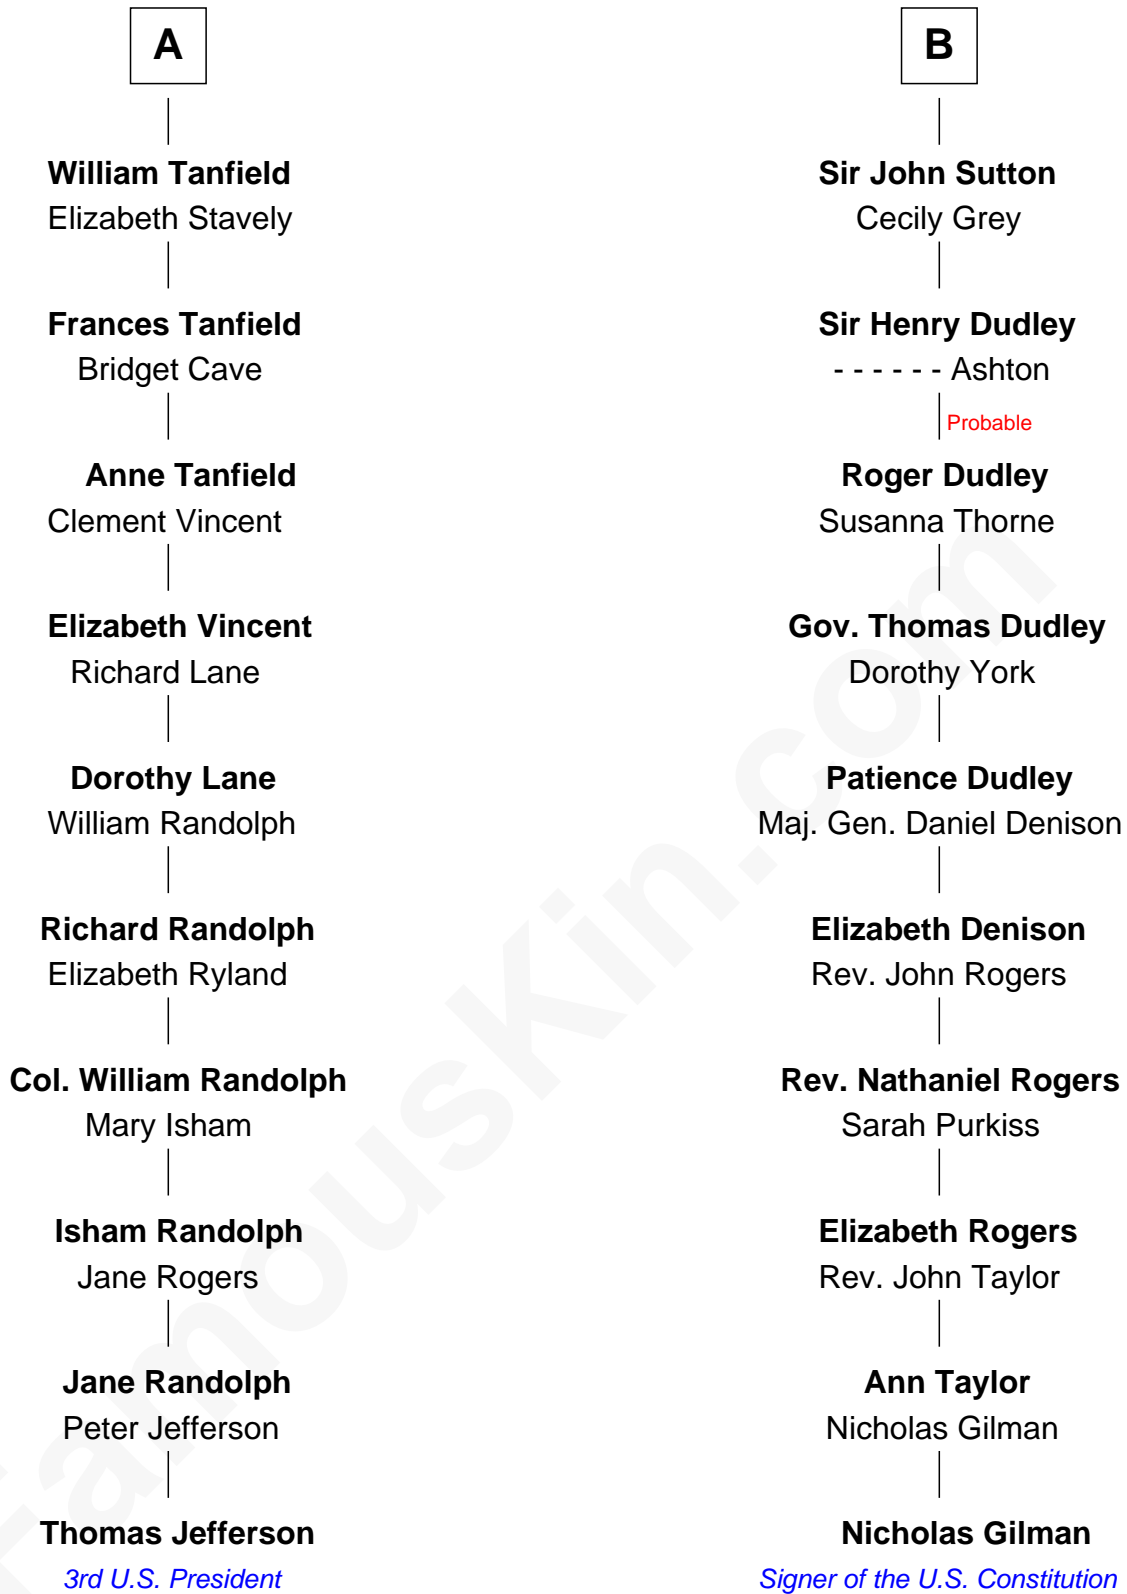 A
William Tanfield
Elizabeth Stavely
Frances Tanfield
Bridget Cave
Anne Tanfield
Clement Vincent
Elizabeth Vincent
Richard Lane
Dorothy Lane
William Randolph
Richard Randolph
Elizabeth Ryland
Col. William Randolph
Mary Isham
Isham Randolph
Jane Rogers
Jane Randolph
Peter Jefferson
Thomas Jefferson
3rd U.S. President
B
Sir John Sutton
Cecily Grey
Sir Henry Dudley
- - - - - - Ashton
Probable
Roger Dudley
Susanna Thorne
Gov. Thomas Dudley
Dorothy York
Patience Dudley
Maj. Gen. Daniel Denison
Elizabeth Denison
Rev. John Rogers
Rev. Nathaniel Rogers
Sarah Purkiss
Elizabeth Rogers
Rev. John Taylor
Ann Taylor
Nicholas Gilman
Nicholas Gilman
Signer of the U.S. Constitution
FamousKin.com